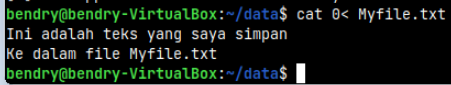 bendry@bendry-VirtualBox:~/data$ cat 0< Myfile.txt
Ini adalah teks yang saya simpan
Ke dalam file Myfile.txt
bendry@bendry-VirtualBox:~/data$